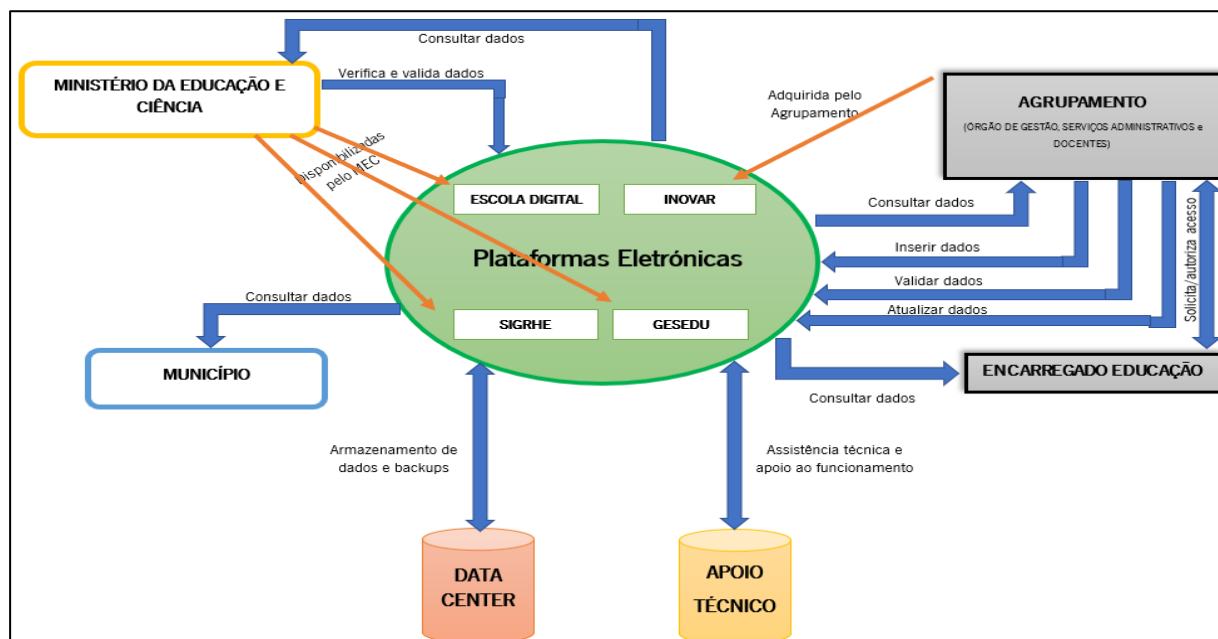 Consultar dados
MINISTÉRIO DA EDUCAÇÃO E
CIÊNCIA
Verifica e valida dados
Disponibilizadas
pelo MEC
Adquirida pelo
Agrupamento
AGRUPAMENTO
(ÓRGÃO DE GESTÃO, SERVIÇOS ADMINISTRATIVOS e
DOCENTES)
ESCOLA DIGITAL
INOVAR
Consultar dados
Plataformas Eletrónicas
Inserir dados
Validar dados
Atualizar dados
Solicita/autoriza acesso
Consultar dados
SIGRHE
GESEDU
MUNICÍPIO
ENCARREGADO EDUCAÇÃO
Consultar dados
Armazenamento de
dados e backups
Assistência técnica e
apoio ao funcionamento
DATA
CENTER
APOIO
TÉCNICO